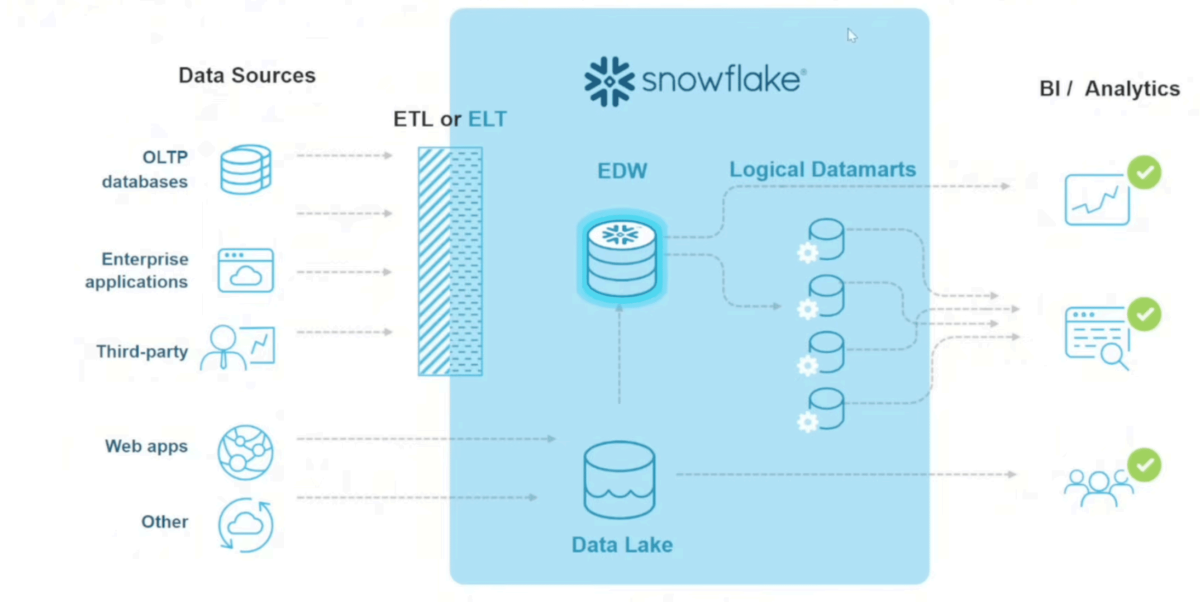 Data Sources
snowflake®
BI / Analytics
ETL or ELT
OLTP
databases
EDW
Logical Datamarts
Enterprise
applications
Third-party
Web apps
Other
Data Lake